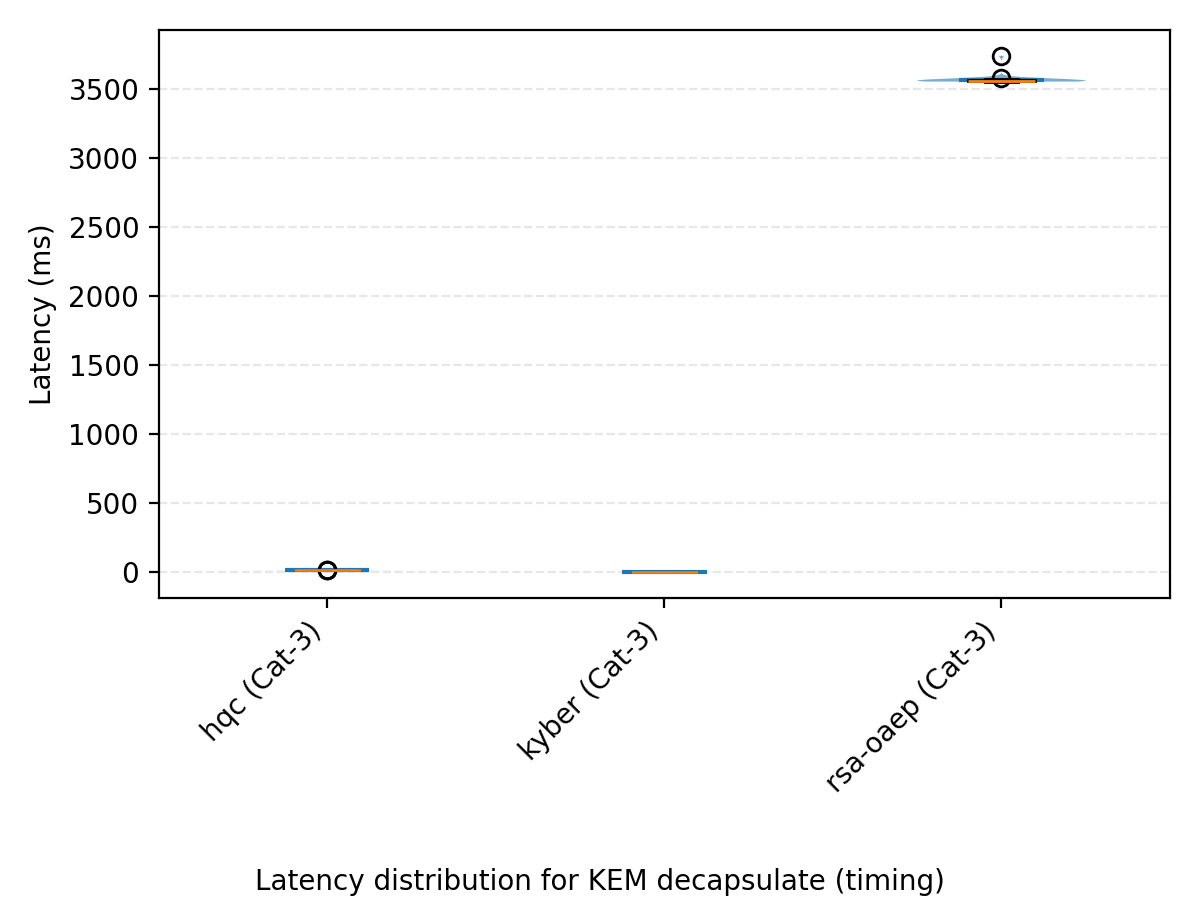 3500
3000
2500
2000
1500
1000
500
0
Latency (ms)
hqc (Cat-3)
kyber (Cat-3)
rsa-oaep (Cat-3)
Latency distribution for KEM decapsulate (timing)